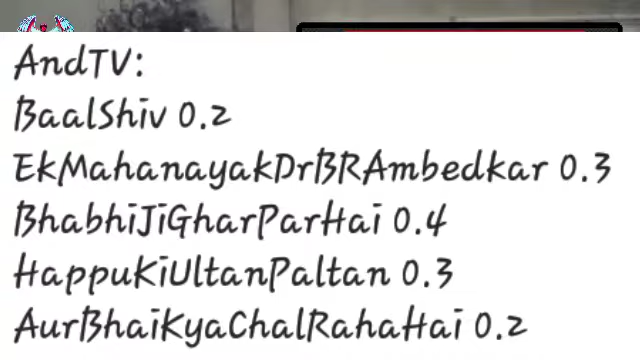 AndTV:
BaalShiv 0.2
EkMahanayakDrBRAmbedkar 0.3
BhabhiJiGharParHai 0.4
HappuKiUltanPaltan 0.3
AurBhaiKyaChalRahaHai 0.2